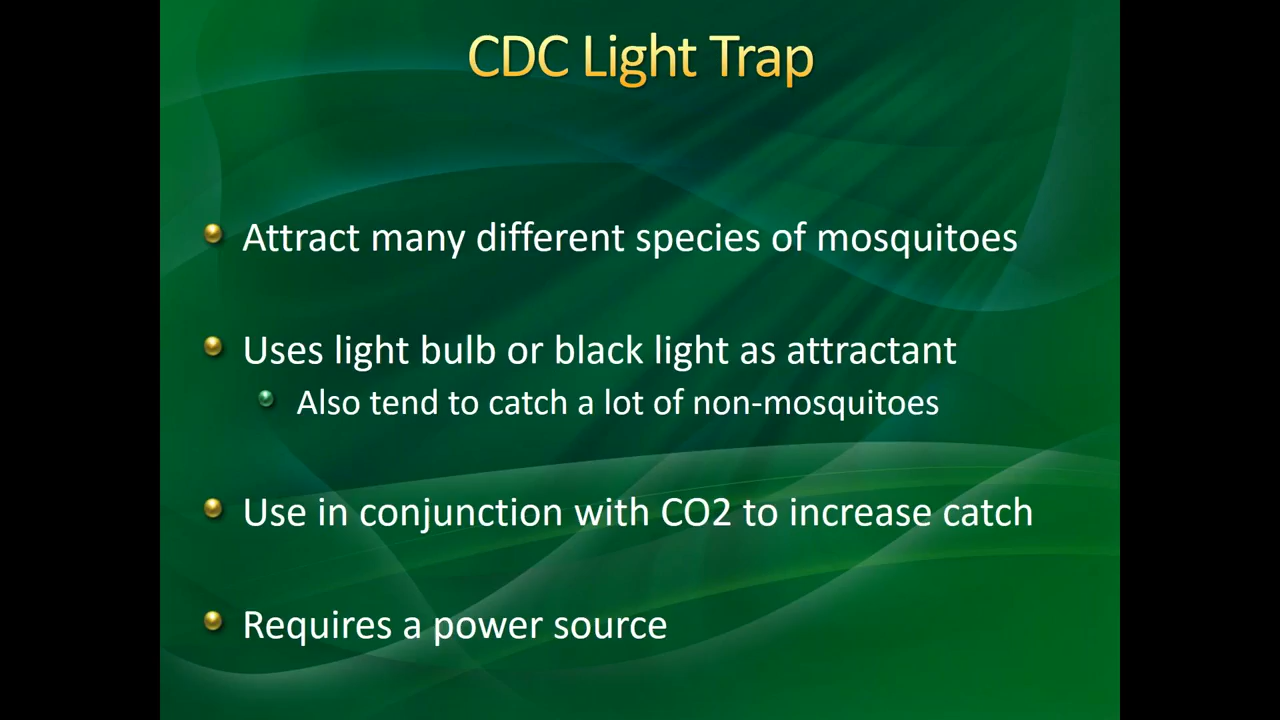 CDC Light Trap
Attract many different species of mosquitoes
Uses light bulb or black light as attractant
Also tend to catch a lot of non-mosquitoes
Use in conjunction with CO2 to increase catch
Requires a power source